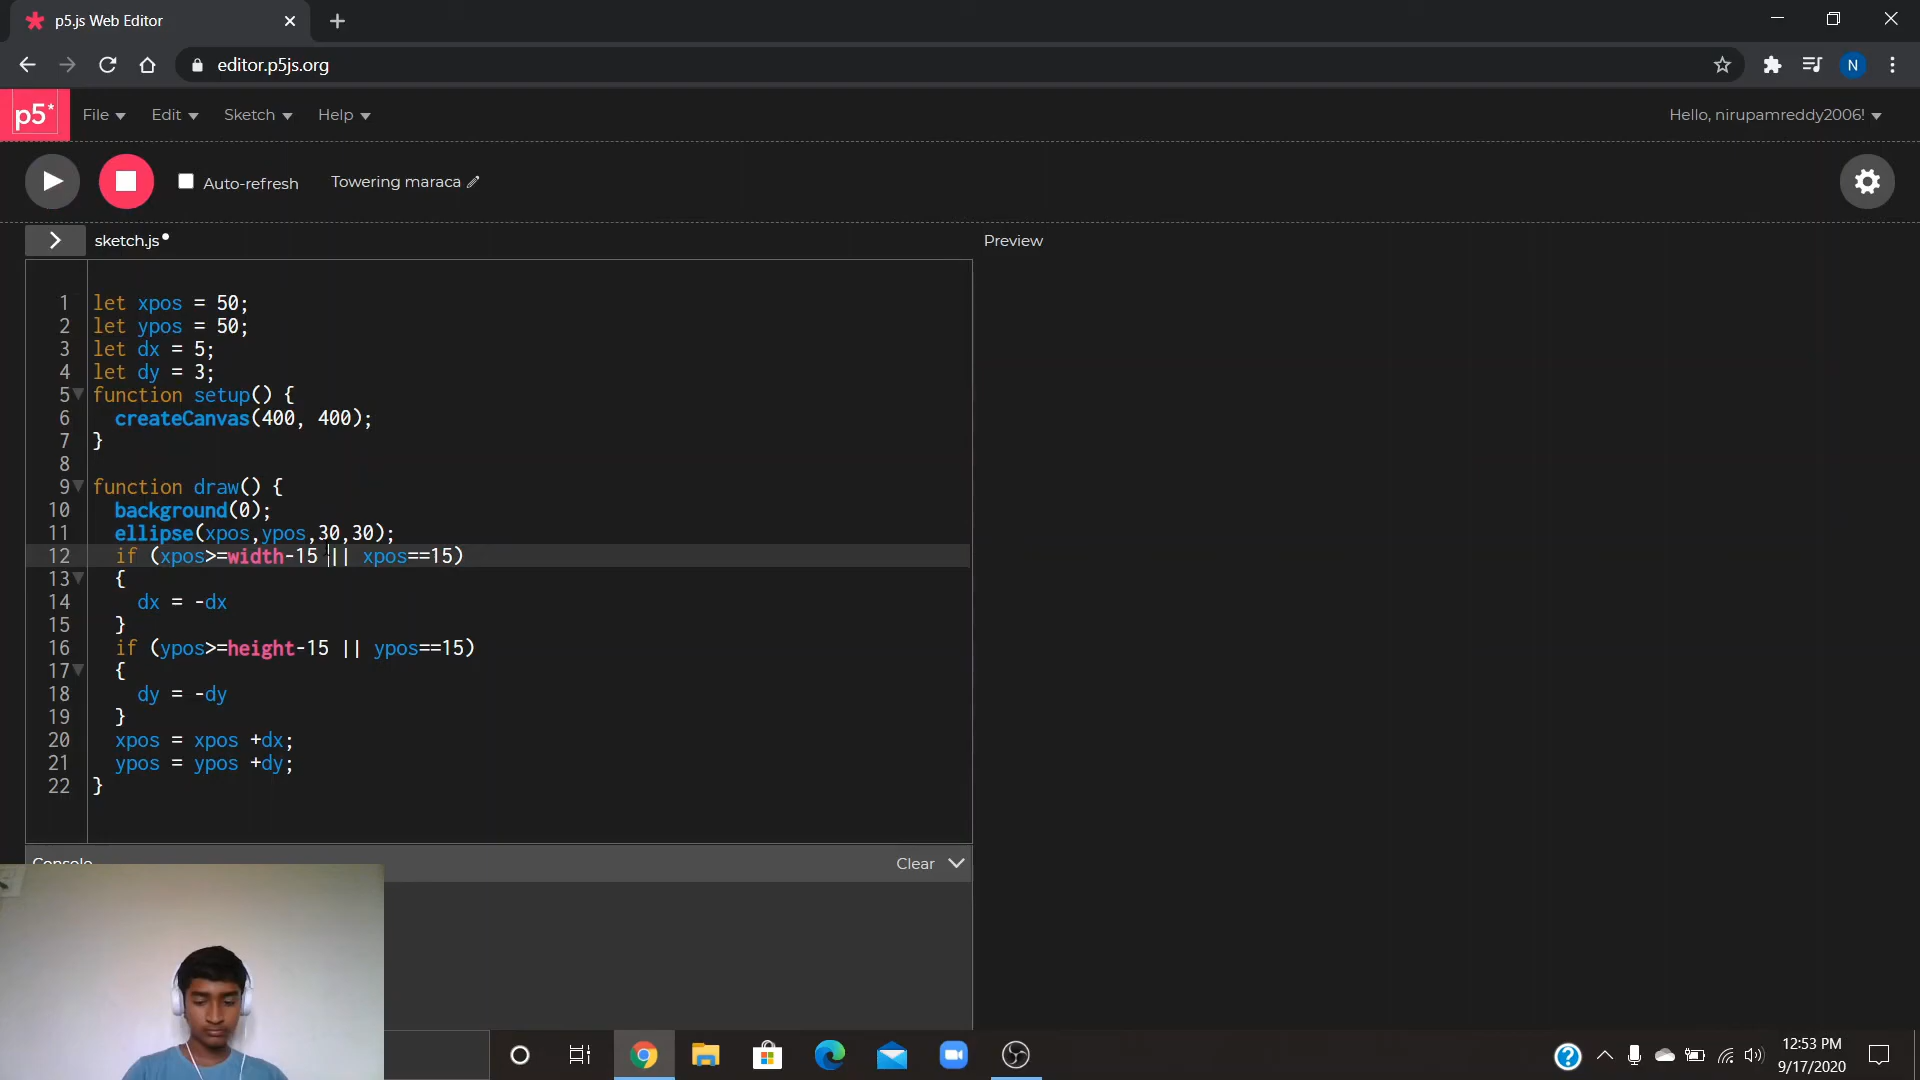 p5.js Web Editor
editor.p5js.org
N
p5* File Edit Sketch Help Hello, nirupamreddy2006!
Auto-refresh Towering maraca
sketch.js Preview
1 let xpos = 50;
2 let ypos = 50;
3 let dx = 5;
4 let dy = 3;
5 function setup() {
6 createCanvas(400, 400);
7 }
8
9 function draw() {
10 background(0);
11 ellipse(xpos,ypos,30,30);
12 if (xpos>=width-15 || xpos==15)
13 {
14 dx = -dx
15 }
16 if (ypos>=height-15 || ypos==15)
17 {
18 dy = -dy
19 }
20 xpos = xpos +dx;
21 ypos = ypos +dy;
22 }
Console Clear
12:53 PM
9/17/2020